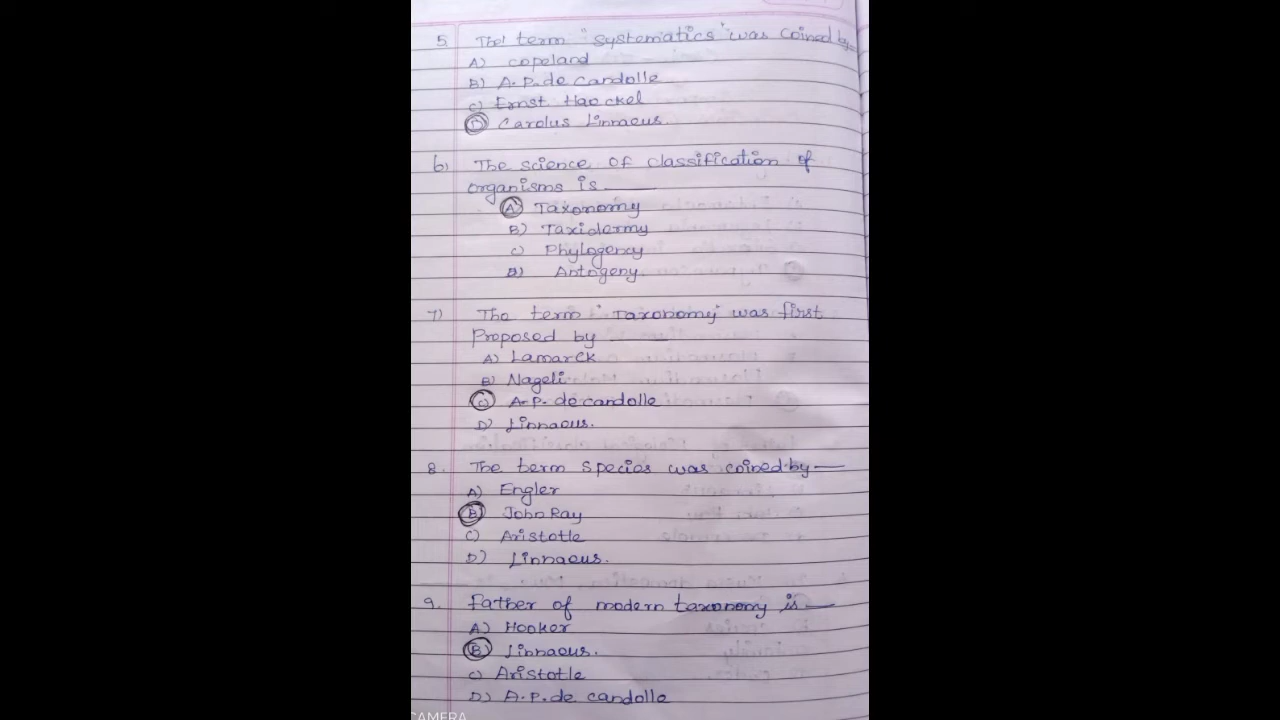 5. The term "Systematics" was coined by
A) copeland
B) A.P. de candolle
C) Ernst Haeckel
D) Carolus Linnaeus.
6) The science of classification of
organisms is
A) Taxonomy
B) Taxidermy
C) Phylogency
D) Antogeny.
7) The term "Taxonomy" was first
Proposed by
A) Lamarck
B) Nageli
C) A.P. de candolle
D) Linnaeus.
8. The term species was coined by —
A) Engler
B) John Ray
C) Aristotle
D) Linnaeus.
9. Father of modern taxonomy is —
A) Hooker
B) Linnaeus.
C) Aristotle
D) A.P. de candolle
CAMERA